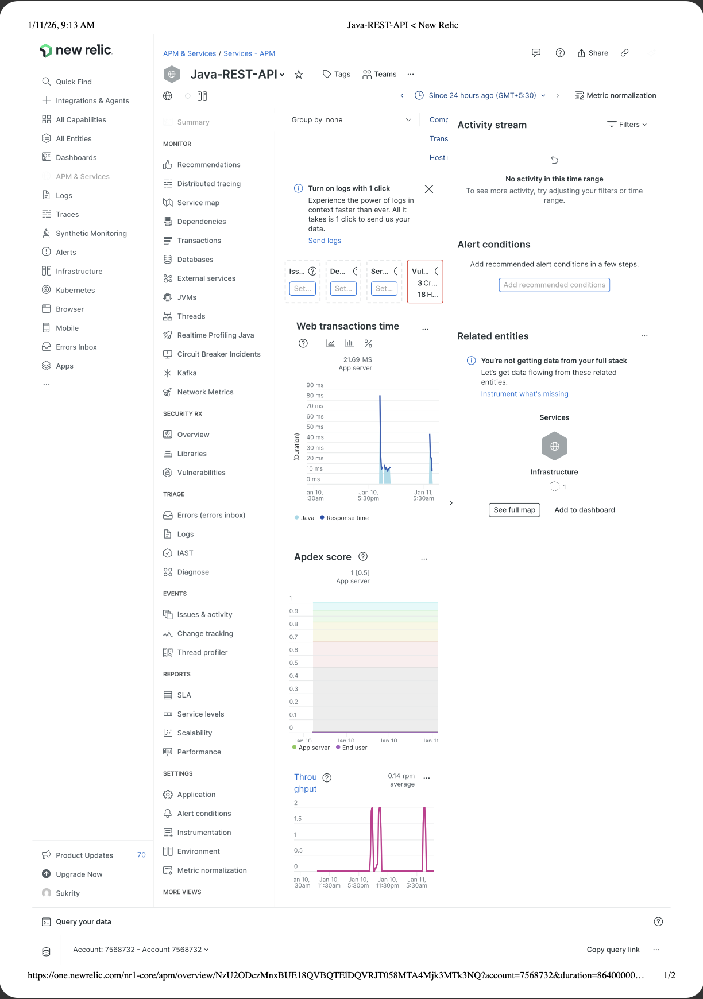 1/11/26, 9:13 AM
Java-REST-API < New Relic
new relic
Quick Find
Integrations & Agents
All Capabilities
All Entities
Dashboards
APM & Services
Logs
Traces
Synthetic Monitoring
Alerts
Infrastructure
Kubernetes
Browser
Mobile
Errors Inbox
Apps
...
Product Updates 70
Upgrade Now
Sukrity
APM & Services / Services - APM
Share
Java-REST-API
Tags
Teams
...
Since 24 hours ago (GMT+5:30)
Metric normalization
Summary
MONITOR
Recommendations
Distributed tracing
Service map
Dependencies
Transactions
Databases
External services
JVMs
Threads
Realtime Profiling Java
Circuit Breaker Incidents
Kafka
Network Metrics
SECURITY RX
Overview
Libraries
Vulnerabilities
TRIAGE
Errors (errors inbox)
Logs
IAST
Diagnose
EVENTS
Issues & activity
Change tracking
Thread profiler
REPORTS
SLA
Service levels
Scalability
Performance
SETTINGS
Application
Alert conditions
Instrumentation
Environment
Metric normalization
MORE VIEWS
Group by none
Comp
Trans
Host
Turn on logs with 1 click
Experience the power of logs in
context faster than ever. All it
takes is 1 click to send us your
data.
Send logs
Iss... De... Ser... Vul...
Set... Set... Set... 3 Cr...
18 H...
Web transactions time
...
21.69 MS
App server
90 ms
80 ms
70 ms
60 ms
50 ms
40 ms
30 ms
20 ms
10 ms
0 ms
(Duration)
an 10, Jan 10, Jan 11,
:30am 5:30pm 5:30am
Java Response time
Apdex score
...
1 [0.5]
App server
1
0.9
0.8
0.7
0.6
0.5
0.4
0.3
0.2
0.1
0
Jan 10 Jan 10 Jan 10 Jan 1
App server End user
Throu
ghput
0.14 rpm
average
...
2
1.5
1
0.5
0
an 10, Jan 10, Jan 10, Jan 10, Jan 11,
30am 11:30am 5:30pm 11:30pm 5:30am
Activity stream
Filters
No activity in this time range
To see more activity, try adjusting your filters or time
range.
Alert conditions
Add recommended alert conditions in a few steps.
Add recommended conditions
Related entities
...
You're not getting data from your full stack
Let's get data flowing from these related
entities.
Instrument what's missing
Services
Infrastructure
1
See full map
Add to dashboard
Query your data
Account: 7568732 - Account 7568732
Copy query link
...
https://one.newrelic.com/nr1-core/apm/overview/NzU2ODczMnxBUE18QVBQTElDQVRJT058MTA4Mjk3MTk3NQ?account=7568732&duration=86400000…
1/2